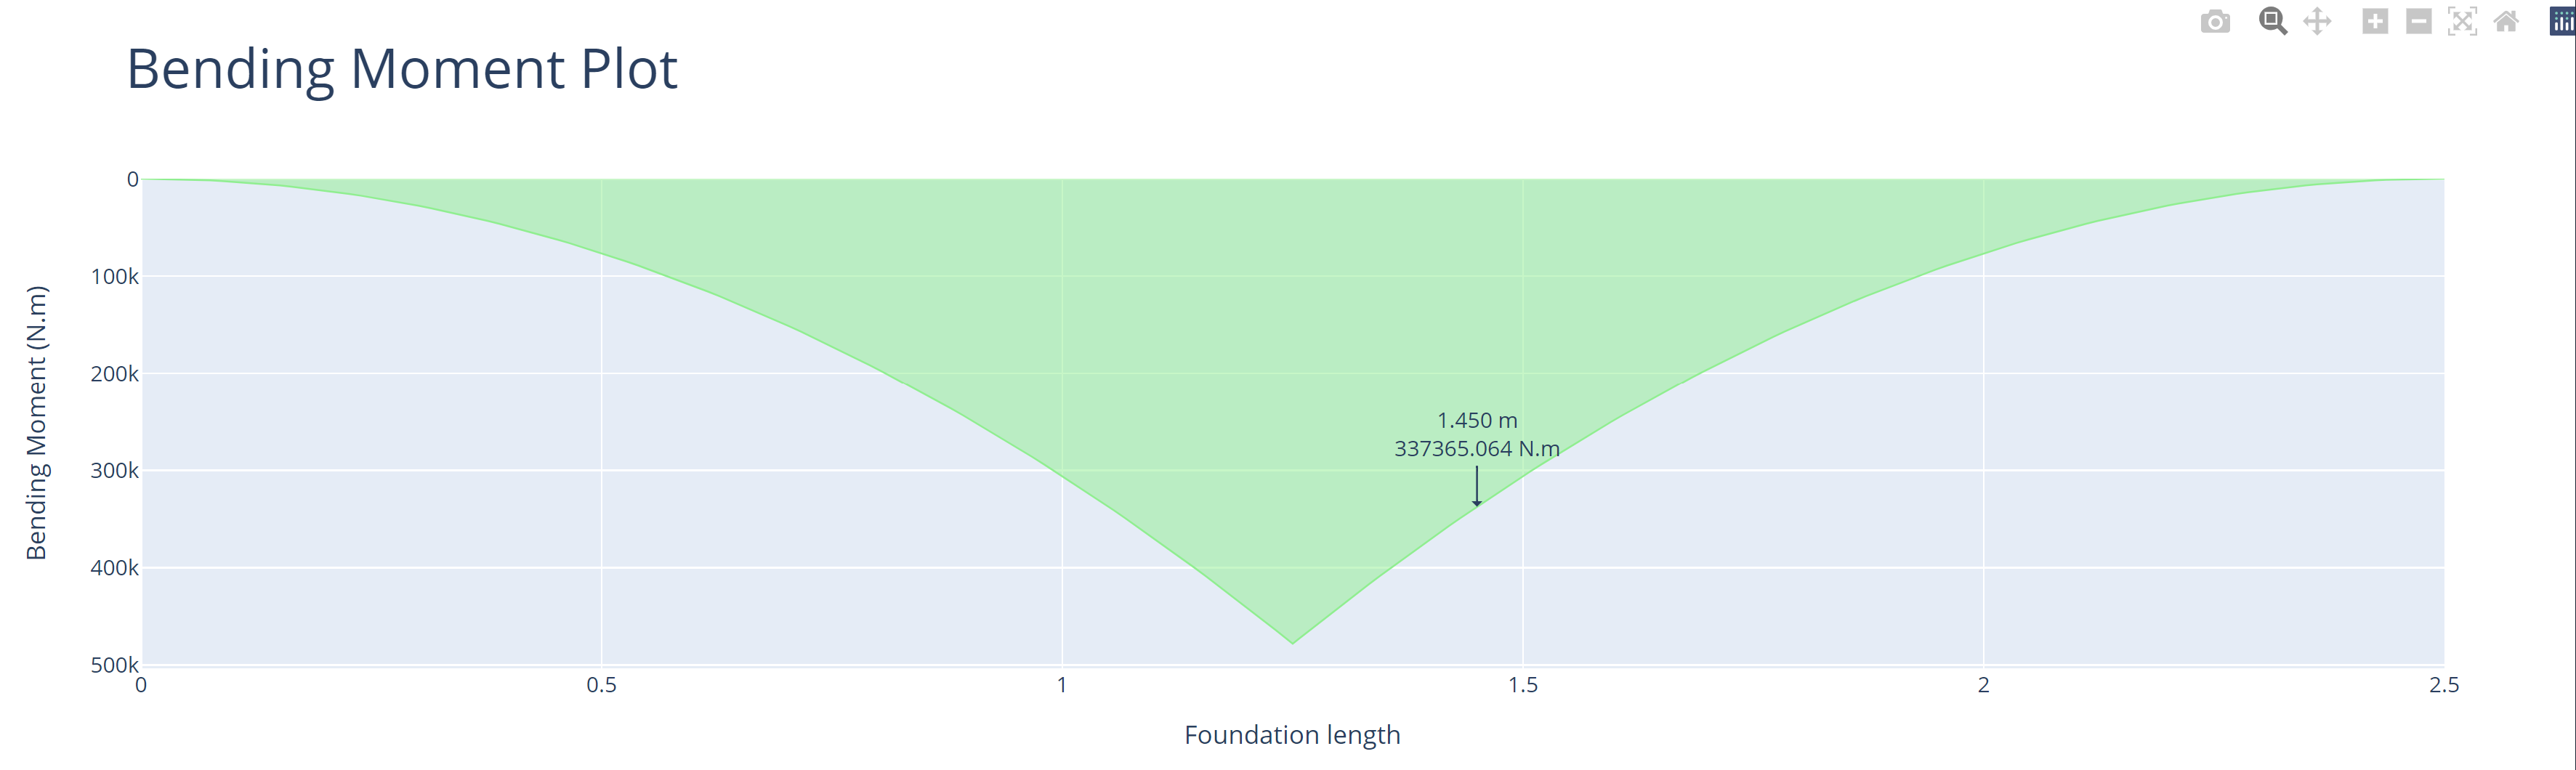 Bending Moment Plot
0
100k
200k
300k
400k
500k
Bending Moment (N.m)
1.450 m
337365.064 N.m
0
0.5
1
1.5
2
2.5
Foundation length